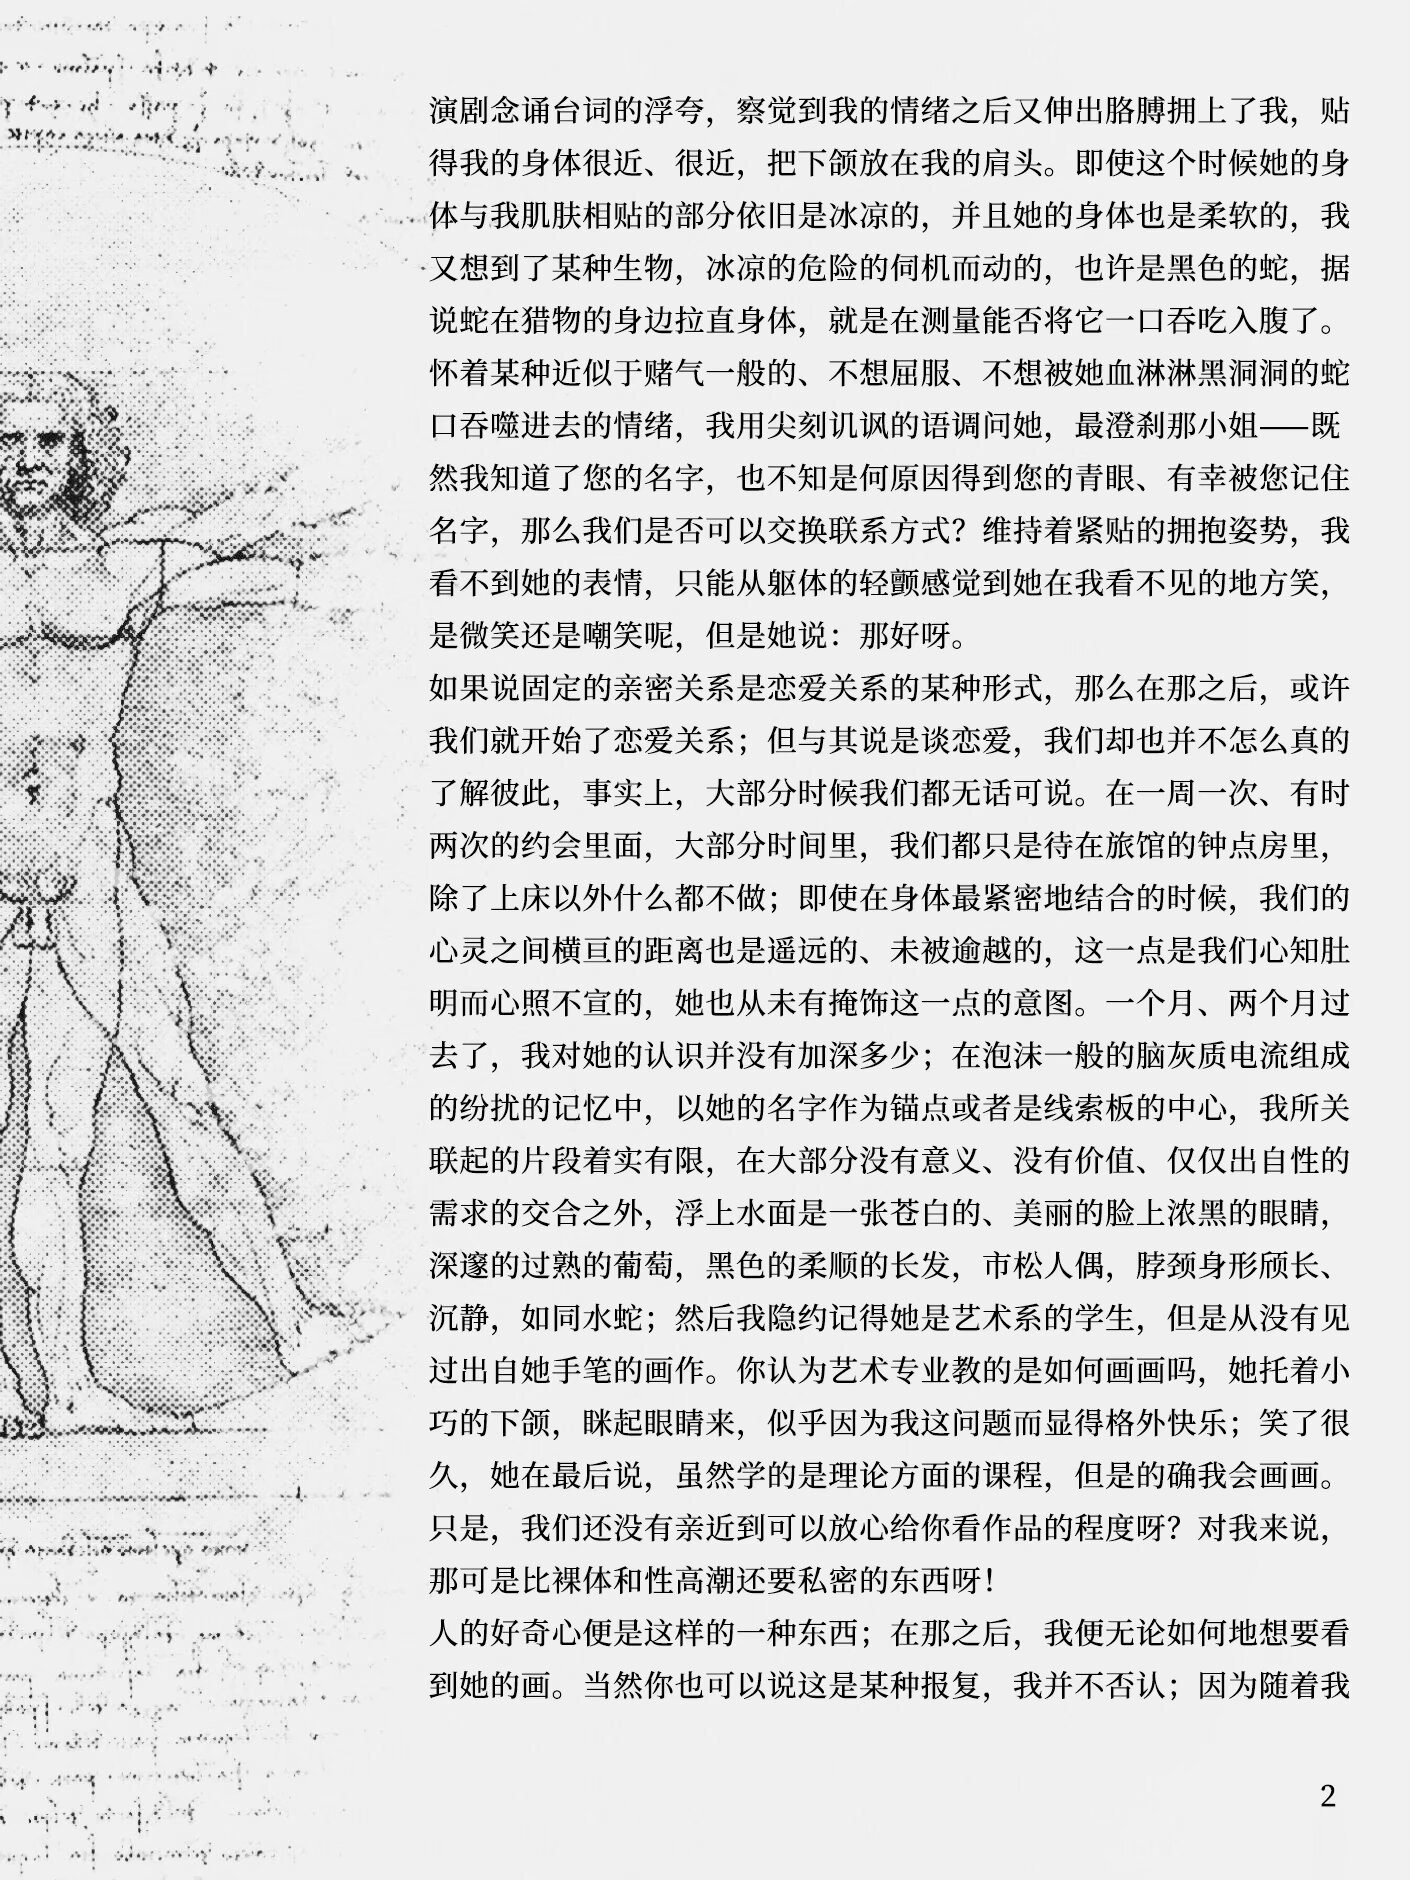 演剧念诵台词的浮夸，察觉到我的情绪之后又伸出胳膊拥上了我，贴
得我的身体很近、很近，把下颌放在我的肩头。即使这个时候她的身
体与我肌肤相贴的部分依旧是冰凉的，并且她的身体也是柔软的，我
又想到了某种生物，冰凉的危险的伺机而动的，也许是黑色的蛇，据
说蛇在猎物的身边拉直身体，就是在测量能否将它一口吞吃入腹了。
怀着某种近似于赌气一般的、不想屈服、不想被她血淋淋黑洞洞的蛇
口吞噬进去的情绪，我用尖刻讥讽的语调问她，最澄刹那小姐——既
然我知道了您的名字，也不知是何原因得到您的青眼、有幸被您记住
名字，那么我们是否可以交换联系方式？维持着紧贴的拥抱姿势，我
看不到她的表情，只能从躯体的轻颤感觉到她在我看不见的地方笑，
是微笑还是嘲笑呢，但是她说：那好呀。
如果说固定的亲密关系是恋爱关系的某种形式，那么在那之后，或许
我们就开始了恋爱关系；但与其说是谈恋爱，我们却也并不怎么真的
了解彼此，事实上，大部分时候我们都无话可说。在一周一次、有时
两次的约会里面，大部分时间里，我们都只是待在旅馆的钟点房里，
除了上床以外什么都不做；即使在身体最紧密地结合的时候，我们的
心灵之间横亘的距离也是遥远的、未被逾越的，这一点是我们心知肚
明而心照不宣的，她也从未有掩饰这一点的意图。一个月、两个月过
去了，我对她的认识并没有加深多少；在泡沫一般的脑灰质电流组成
的纷扰的记忆中，以她的名字作为锚点或者是线索板的中心，我所关
联起的片段着实有限，在大部分没有意义、没有价值、仅仅出自性的
需求的交合之外，浮上水面是一张苍白的、美丽的脸上浓黑的眼睛，
深邃的过熟的葡萄，黑色的柔顺的长发，市松人偶，脖颈身形颀长、
沉静，如同水蛇；然后我隐约记得她是艺术系的学生，但是从没有见
过出自她手笔的画作。你认为艺术专业教的是如何画画吗，她托着小
巧的下颌，眯起眼睛来，似乎因为我这问题而显得格外快乐；笑了很
久，她在最后说，虽然学的是理论方面的课程，但是的确我会画画。
只是，我们还没有亲近到可以放心给你看作品的程度呀？对我来说，
那可是比裸体和性高潮还要私密的东西呀！
人的好奇心便是这样的一种东西；在那之后，我便无论如何地想要看
到她的画。当然你也可以说这是某种报复，我并不否认；因为随着我
2